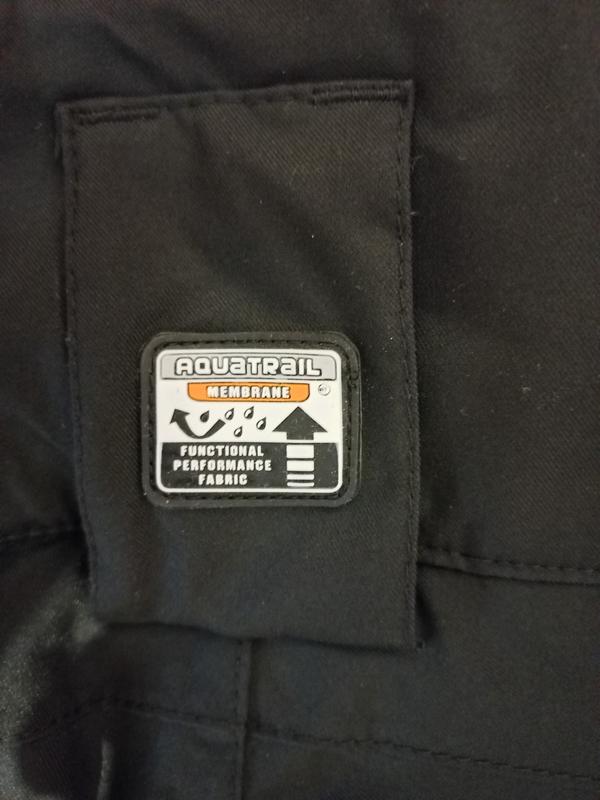 AQUATRAIL
MEMBRANE
FUNCTIONAL
PERFORMANCE
FABRIC